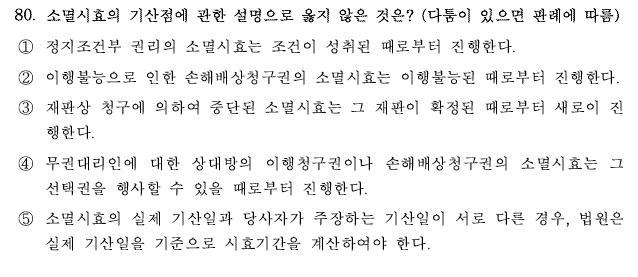 80. 소멸시효의 기산점에 관한 설명으로 옳지 않은 것은? (다툼이 있으면 판례에 따름)
① 정지조건부 권리의 소멸시효는 조건이 성취된 때로부터 진행한다.
② 이행불능으로 인한 손해배상청구권의 소멸시효는 이행불능된 때로부터 진행한다.
③ 재판상 청구에 의하여 중단된 소멸시효는 그 재판이 확정된 때로부터 새로이 진
행한다.
④ 무권대리인에 대한 상대방의 이행청구권이나 손해배상청구권의 소멸시효는 그
선택권을 행사할 수 있을 때로부터 진행한다.
⑤ 소멸시효의 실제 기산일과 당사자가 주장하는 기산일이 서로 다른 경우, 법원은
실제 기산일을 기준으로 시효기간을 계산하여야 한다.